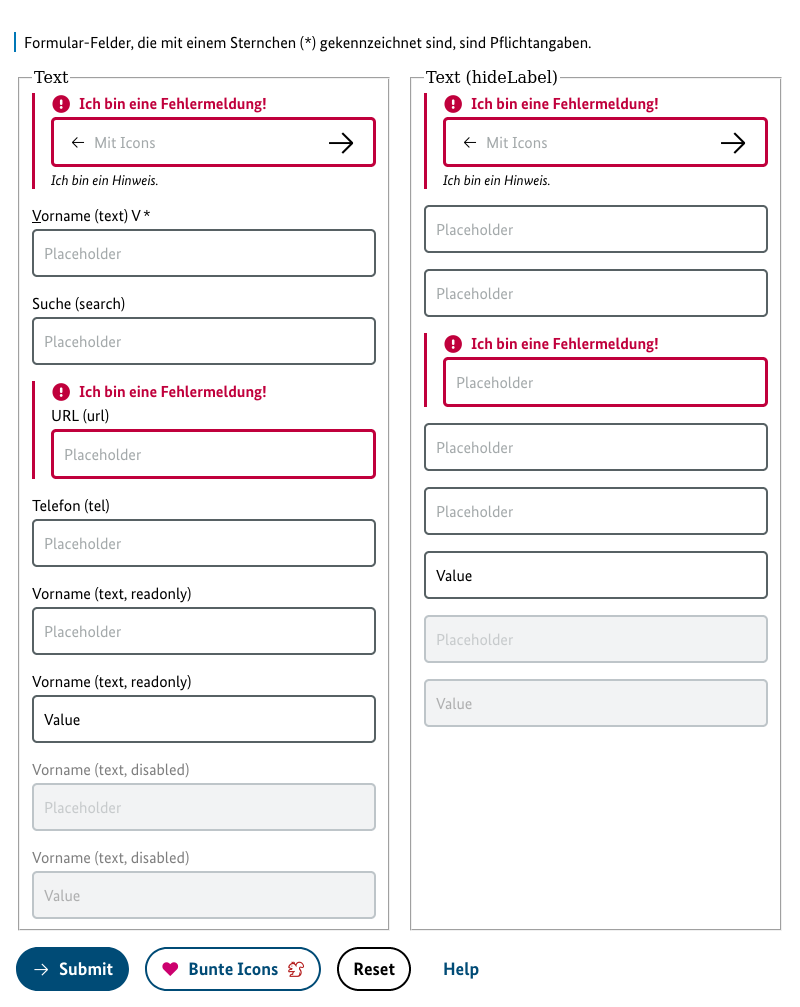 Formular-Felder, die mit einem Sternchen (*) gekennzeichnet sind, sind Pflichtangaben.
Text
Ich bin eine Fehlermeldung!
Mit Icons
Ich bin ein Hinweis.
Vorname (text) V *
Placeholder
Suche (search)
Placeholder
Ich bin eine Fehlermeldung!
URL (url)
Placeholder
Telefon (tel)
Placeholder
Vorname (text, readonly)
Placeholder
Vorname (text, readonly)
Value
Vorname (text, disabled)
Placeholder
Vorname (text, disabled)
Value
Text (hideLabel)
Ich bin eine Fehlermeldung!
Mit Icons
Ich bin ein Hinweis.
Placeholder
Placeholder
Ich bin eine Fehlermeldung!
Placeholder
Placeholder
Placeholder
Value
Placeholder
Value
Submit
Bunte Icons
Reset
Help